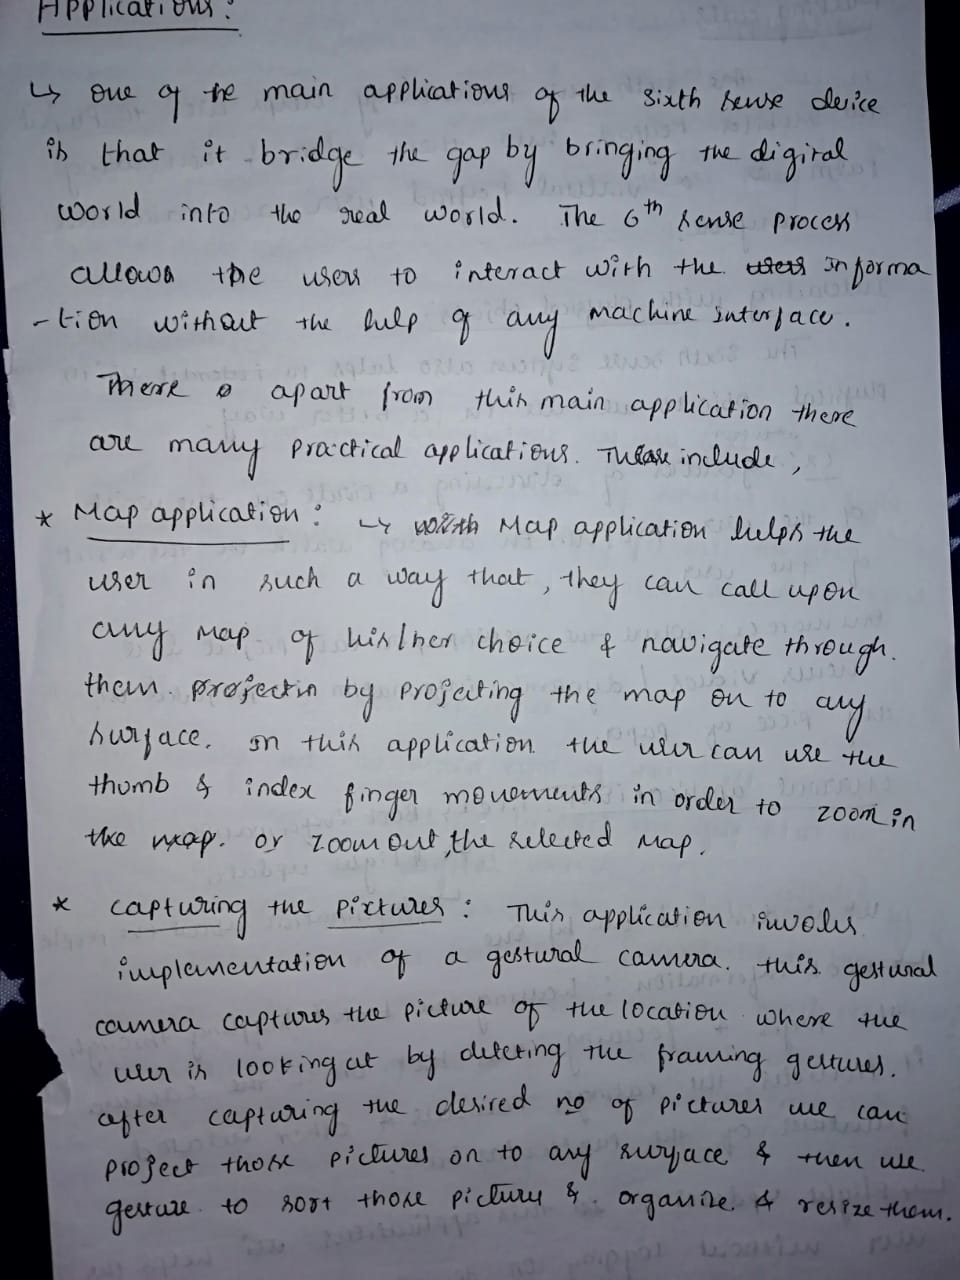 Applications :
↳ one of the main applications of the sixth sense device
is that it bridge the gap by bringing the digital
world into the real world. The 6th sense process
allows the users to interact with the users informa
-tion without the help of any machine interface.
There apart from this main application there
are many practical applications. These include,
* Map application : ↳ With Map application helps the
user in such a way that, they can call upon
any map of his/her choice & navigate through.
them. projectin by projecting the map on to any
surface. In this application the user can use the
thumb & index finger movements in order to zoom in
the map. or zoom out, the selected map.
* Capturing the pictures : This application involes
implementation of a gestural camera. this gestural
camera captures the picture of the location where the
user is looking at by detecting the framing gestures.
after capturing the desired no of pictures we can
project those pictures on to any surface & then use
gesture to sort those pictury & organize. & resize them.